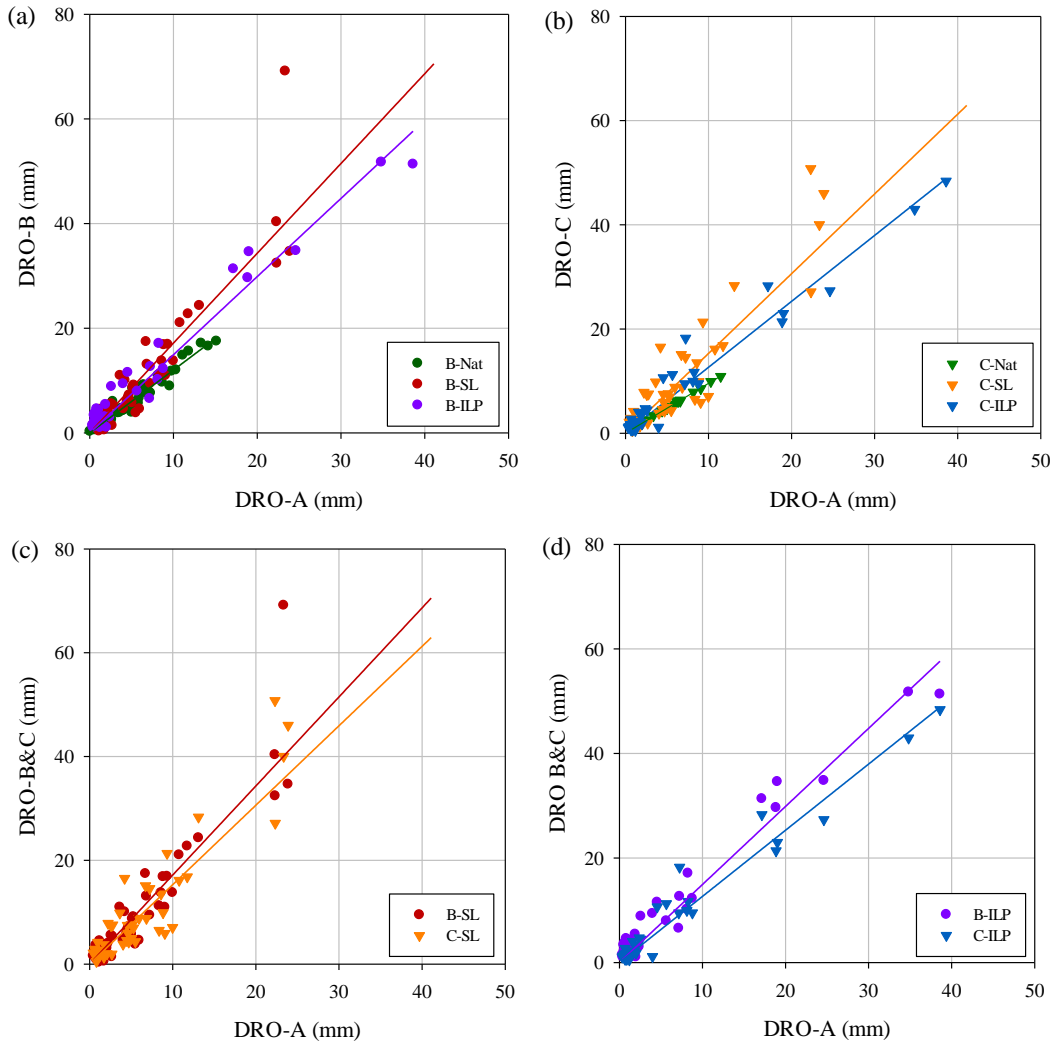 (a)
80
60
40
20
0
DRO-B (mm)
B-Nat
B-SL
B-ILP
0 10 20 30 40 50
DRO-A (mm)
(b)
80
60
40
20
0
DRO-C (mm)
C-Nat
C-SL
C-ILP
0 10 20 30 40 50
DRO-A (mm)
(c)
80
60
40
20
0
DRO-B&C (mm)
B-SL
C-SL
0 10 20 30 40 50
DRO-A (mm)
(d)
80
60
40
20
0
DRO B&C (mm)
B-ILP
C-ILP
0 10 20 30 40 50
DRO-A (mm)